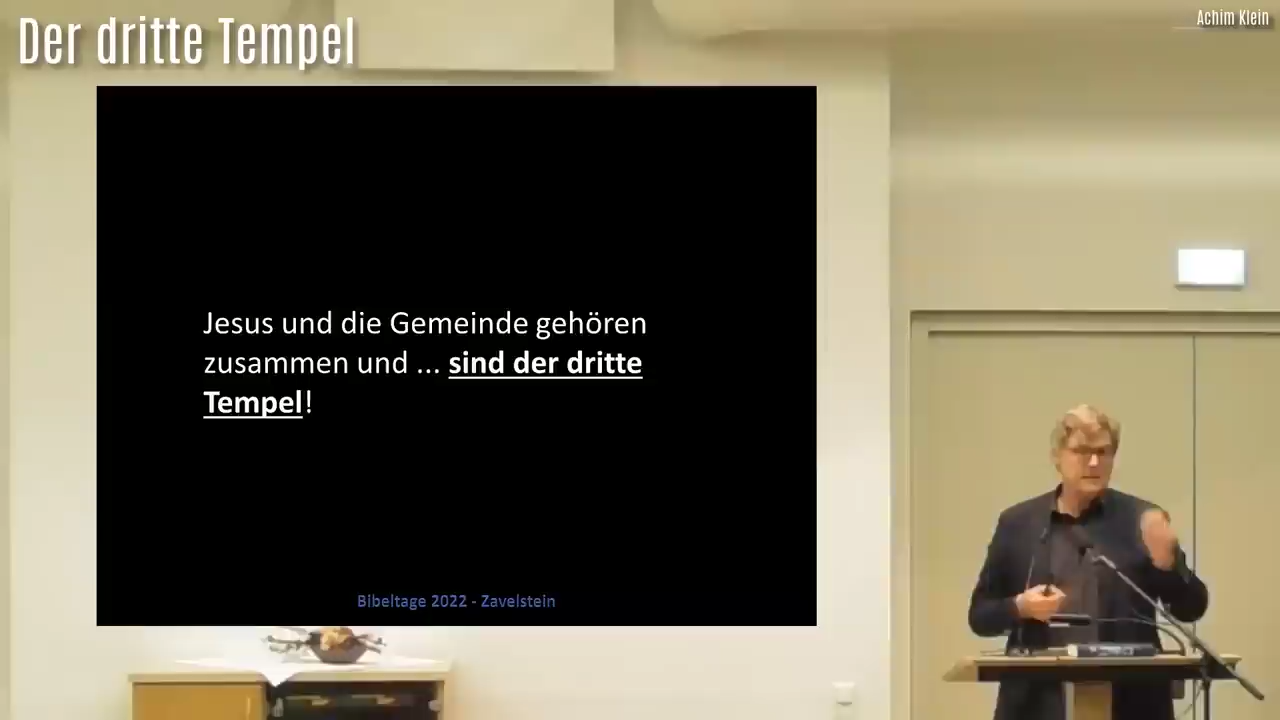 Der dritte Tempel
Achim Klein
Jesus und die Gemeinde gehören
zusammen und ... sind der dritte
Tempel!
Bibeltage 2022 - Zavelstein